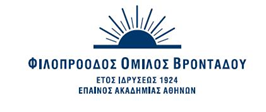 ΦΙΛΟΠΡΟΟΔΟΣ ΟΜΙΛΟΣ ΒΡΟΝΤΑΔΟΥ
ΕΤΟΣ ΙΔΡΥΣΕΩΣ 1924
ΕΠΑΙΝΟΣ ΑΚΑΔΗΜΙΑΣ ΑΘΗΝΩΝ